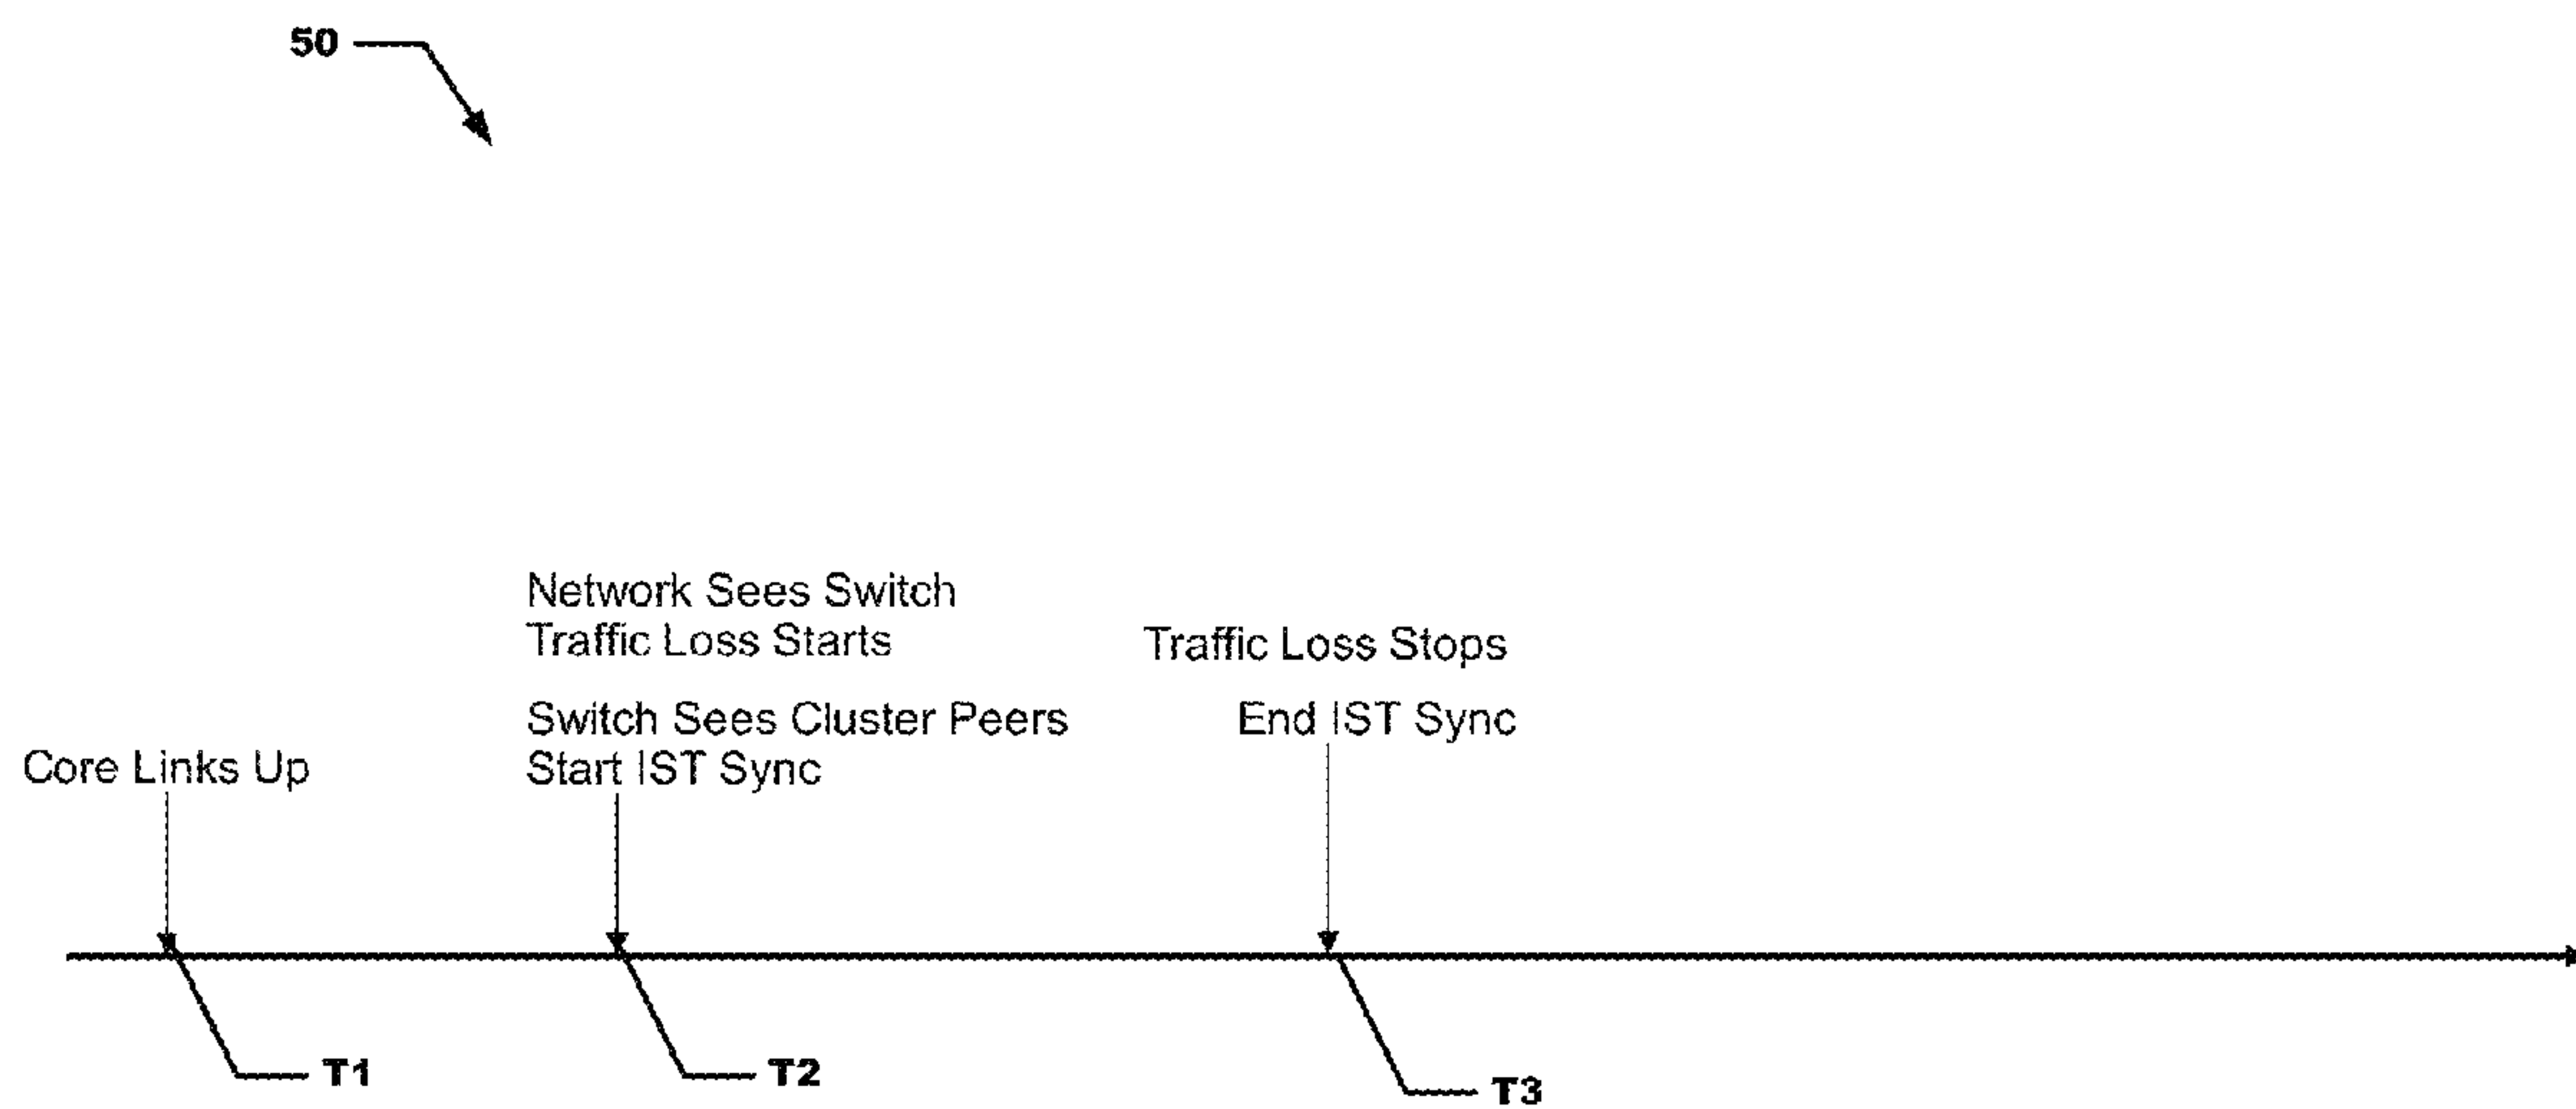 50
Network Sees Switch
Traffic Loss Starts
Traffic Loss Stops
Switch Sees Cluster Peers
Start IST Sync
End IST Sync
Core Links Up
T1
T2
T3